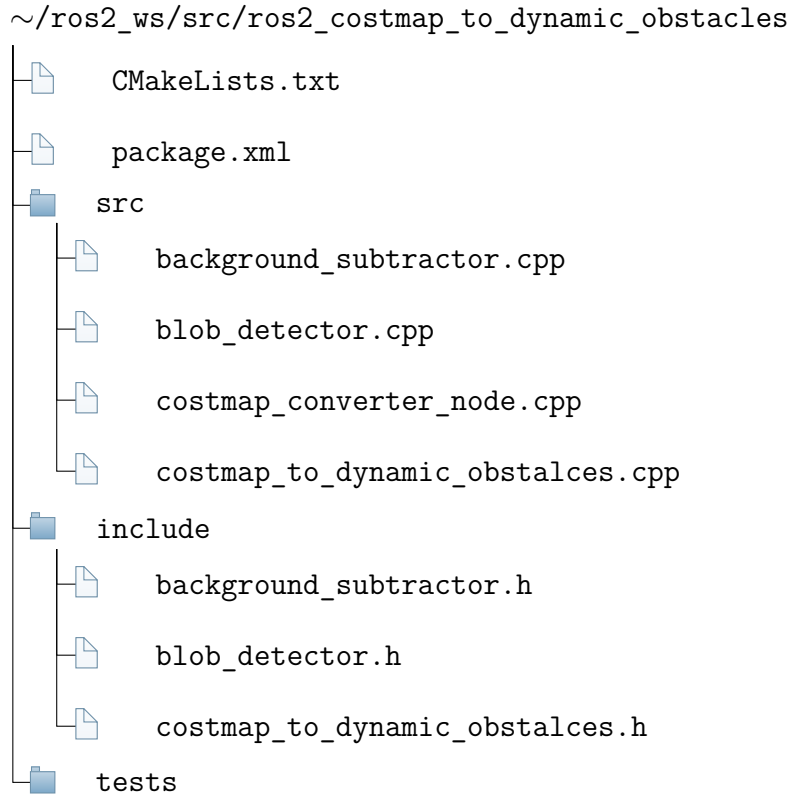 ~/ros2_ws/src/ros2_costmap_to_dynamic_obstacles
CMakeLists.txt
package.xml
src
background_subtractor.cpp
blob_detector.cpp
costmap_converter_node.cpp
costmap_to_dynamic_obstalces.cpp
include
background_subtractor.h
blob_detector.h
costmap_to_dynamic_obstalces.h
tests